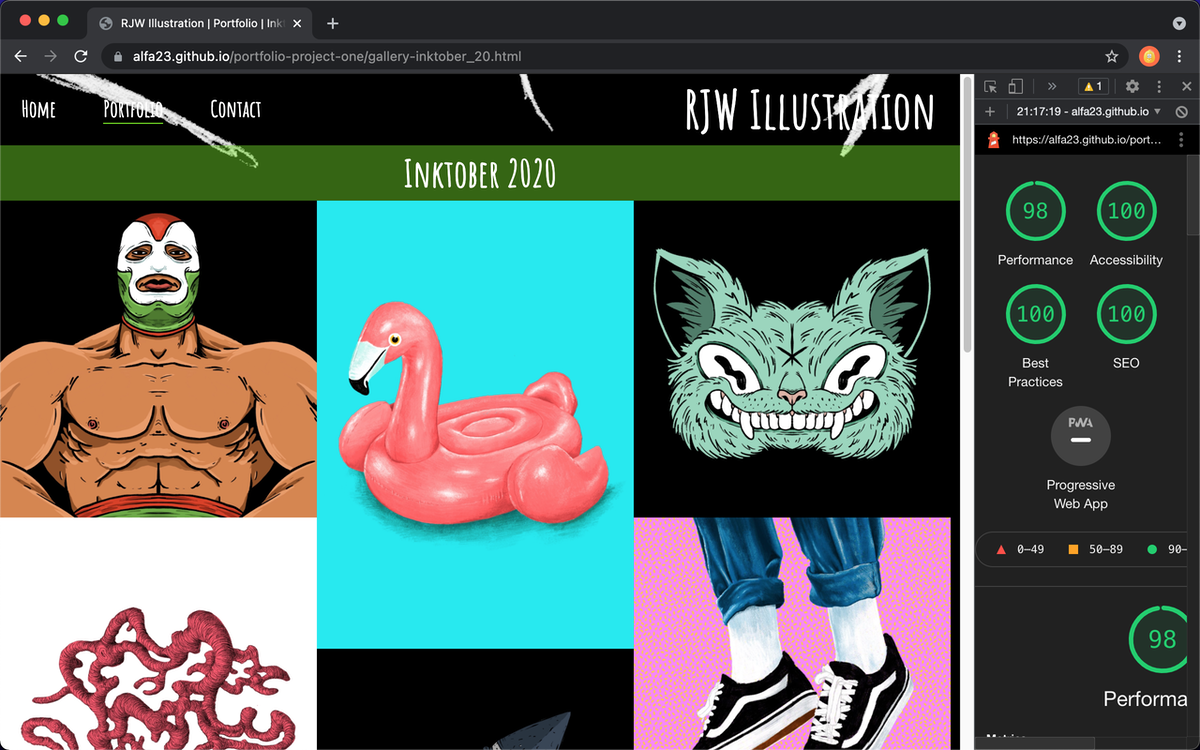 RJW Illustration | Portfolio | Ink
alfa23.github.io/portfolio-project-one/gallery-inktober_20.html
Home Portfolio Contact
RJW Illustration
Inktober 2020
1
21:17:19 - alfa23.github.io
https://alfa23.github.io/port...
98 100
Performance Accessibility
100 100
Best Practices SEO
PWA
Progressive
Web App
0–49 50–89 90–
98
Performa